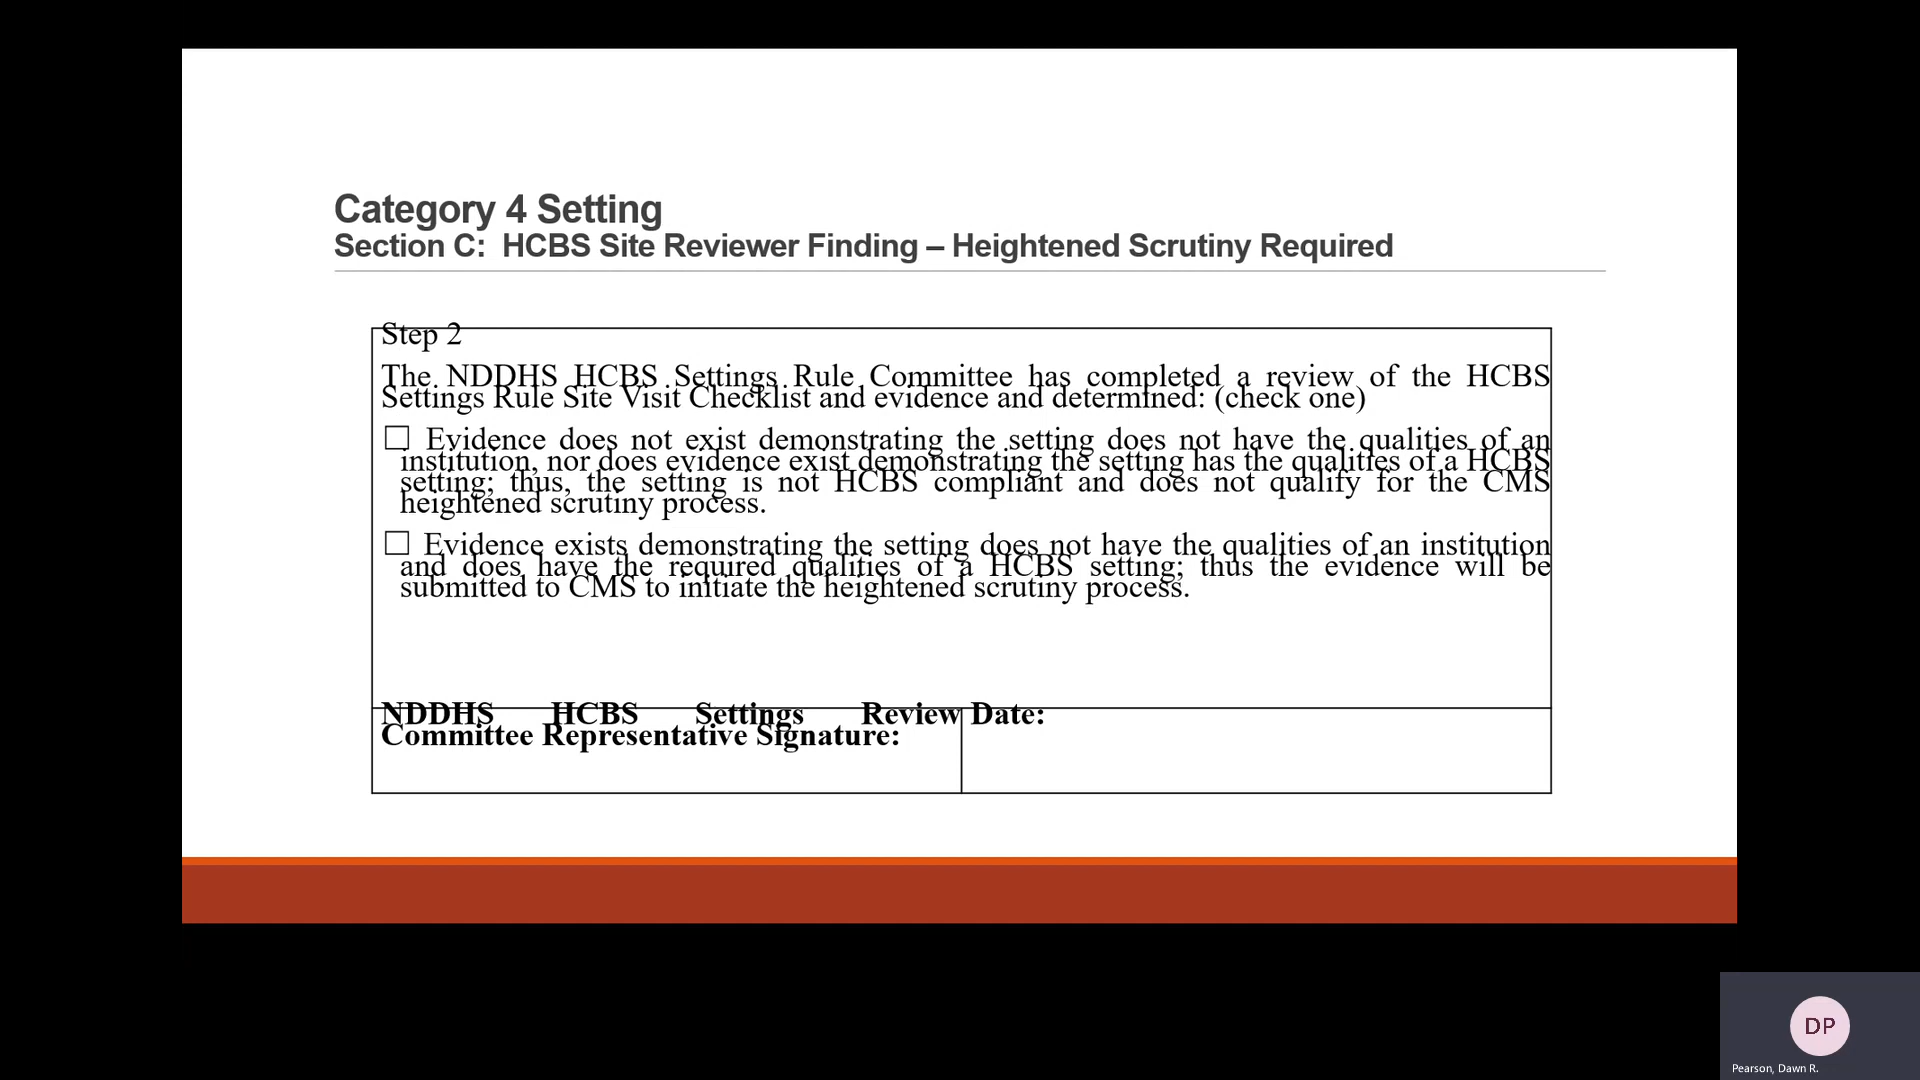 Category 4 Setting
Section C: HCBS Site Reviewer Finding – Heightened Scrutiny Required
Step 2
The NDDHS HCBS Settings Rule Committee has completed a review of the HCBS
Settings Rule Site Visit Checklist and evidence and determined: (check one)
☐ Evidence does not exist demonstrating the setting does not have the qualities of an
institution, nor does evidence exist demonstrating the setting has the qualities of a HCBS
setting; thus, the setting is not HCBS compliant and does not qualify for the CMS
heightened scrutiny process.
☐ Evidence exists demonstrating the setting does not have the qualities of an institution
and does have the required qualities of a HCBS setting; thus the evidence will be
submitted to CMS to initiate the heightened scrutiny process.
NDDHS HCBS Settings Review
Committee Representative Signature:
Date:
DP
Pearson, Dawn R.